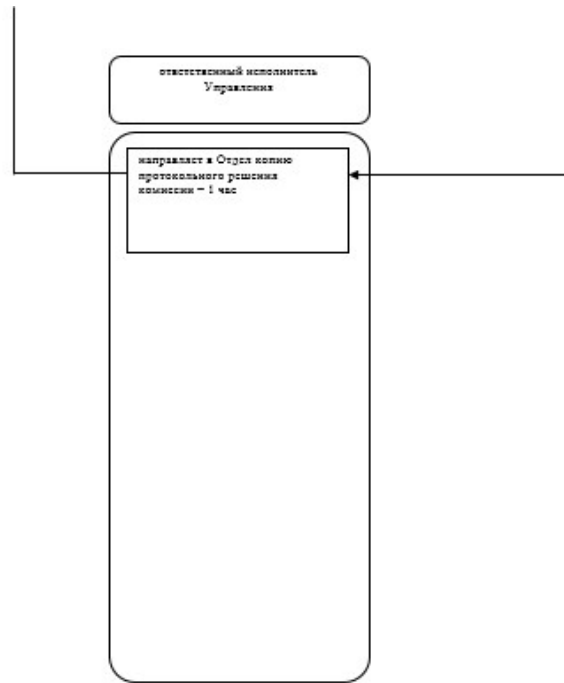 ответственный исполнитель
Управления
направляет в Отдел копию
протокольного решения
комиссии – 1 час